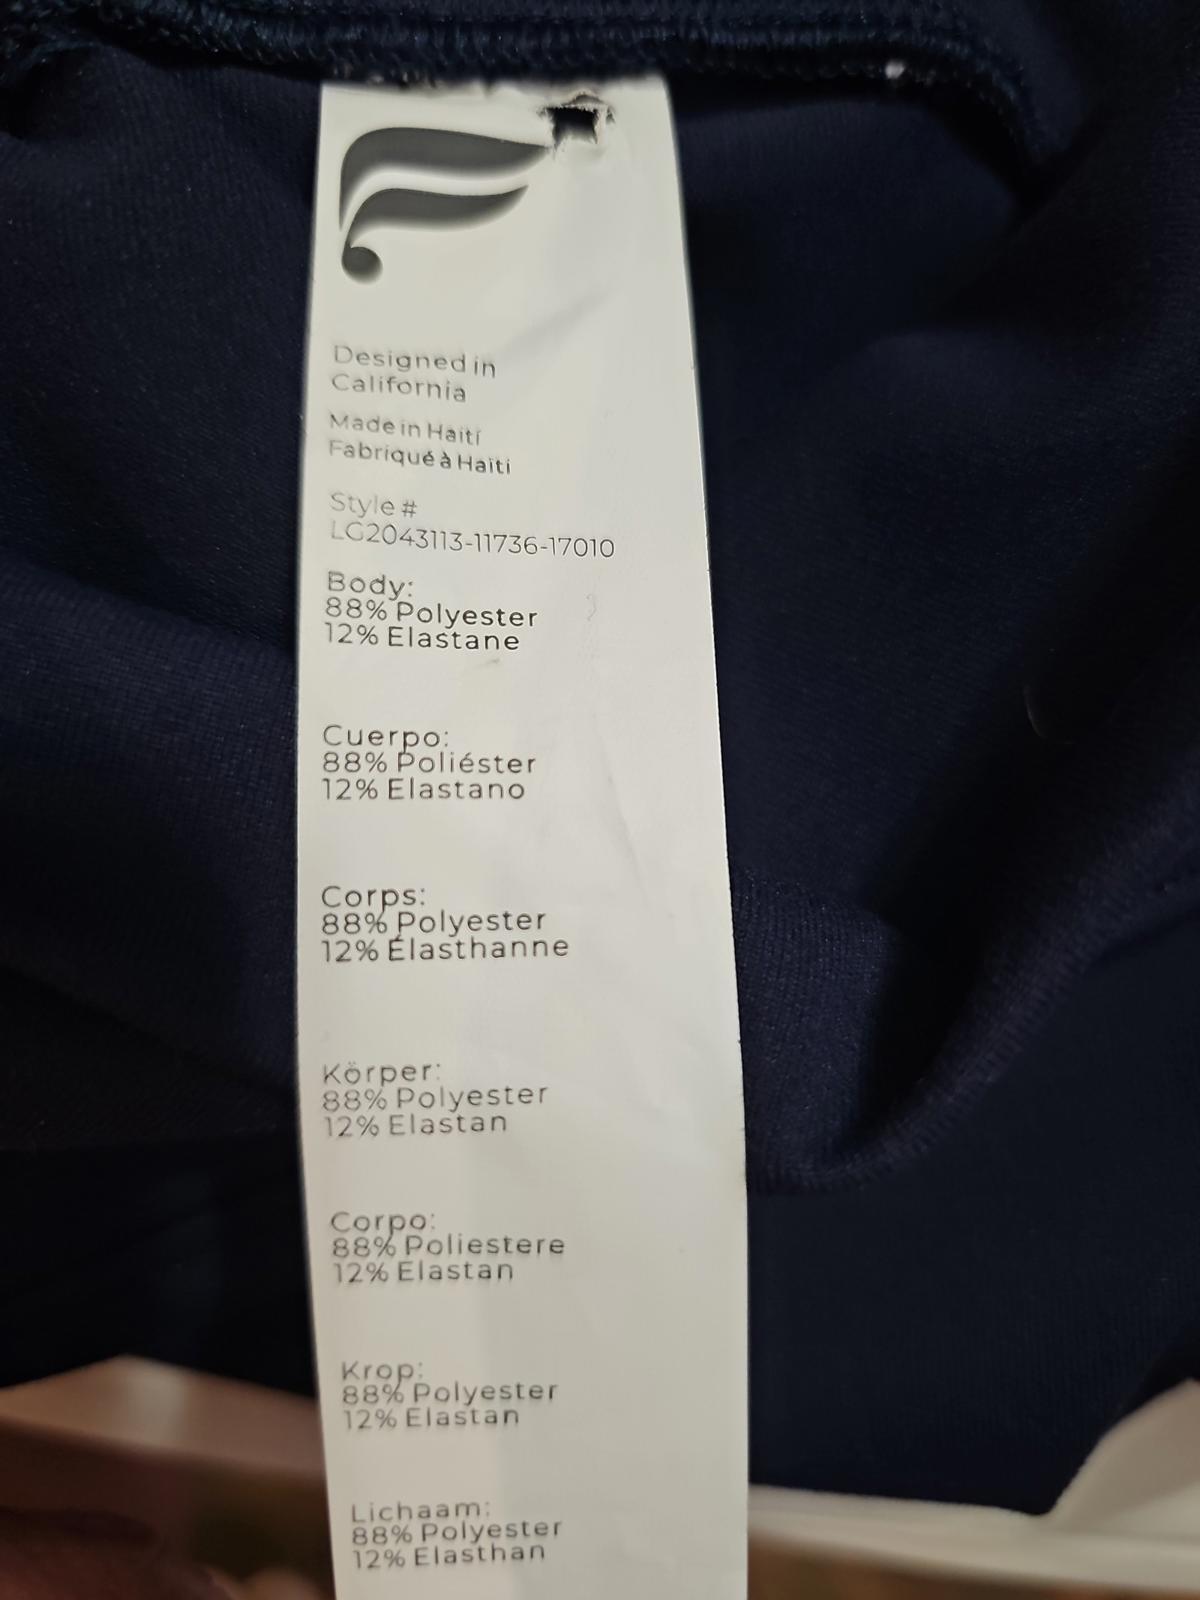 Designed in
California
Made in Haiti
Fabriqué à Haïti
Style #
LG2043113-11736-17010
Body:
88% Polyester
12% Elastane
Cuerpo:
88% Poliéster
12% Elastano
Corps:
88% Polyester
12% Élasthanne
Körper:
88% Polyester
12% Elastan
Corpo:
88% Poliestere
12% Elastan
Krop:
88% Polyester
12% Elastan
Lichaam:
88% Polyester
12% Elasthan